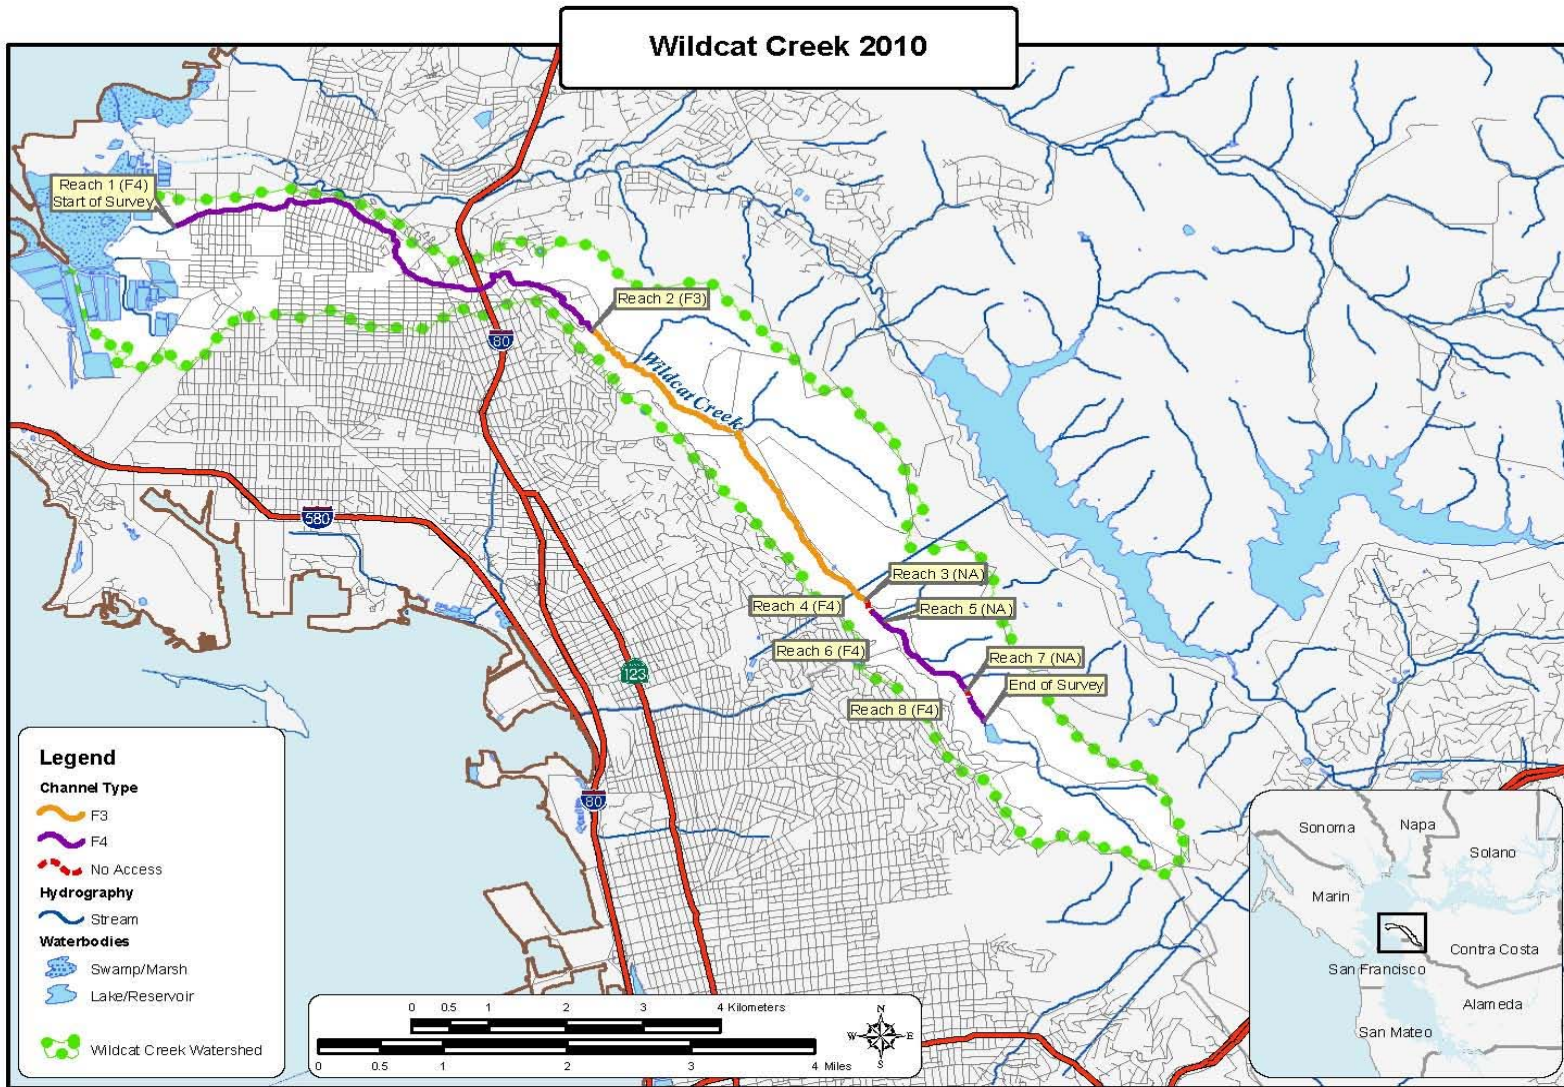 Wildcat Creek 2010
Reach 1 (F4)
Start of Survey
Reach 2 (F3)
80
Wildcat Creek
580
Reach 3 (NA)
Reach 4 (F4)
Reach 5 (NA)
Reach 6 (F4)
Reach 7 (NA)
123
End of Survey
Reach 8 (F4)
80
Legend
Channel Type
F3
F4
No Access
Hydrography
Stream
Waterbodies
Swamp/Marsh
Lake/Reservoir
Wildcat Creek Watershed
0 0.5 1 2 3 4 Kilometers
0 0.5 1 2 3 4 Miles
N
W E
S
Sonoma
Napa
Solano
Marin
Contra Costa
San Francisco
Alameda
San Mateo